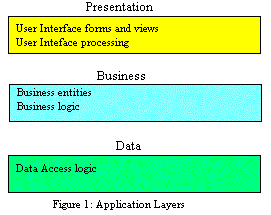 Presentation
User Interface forms and views
User Inteface processing
Business
Business entities
Business logic
Data
Data Access logic
Figure 1: Application Layers